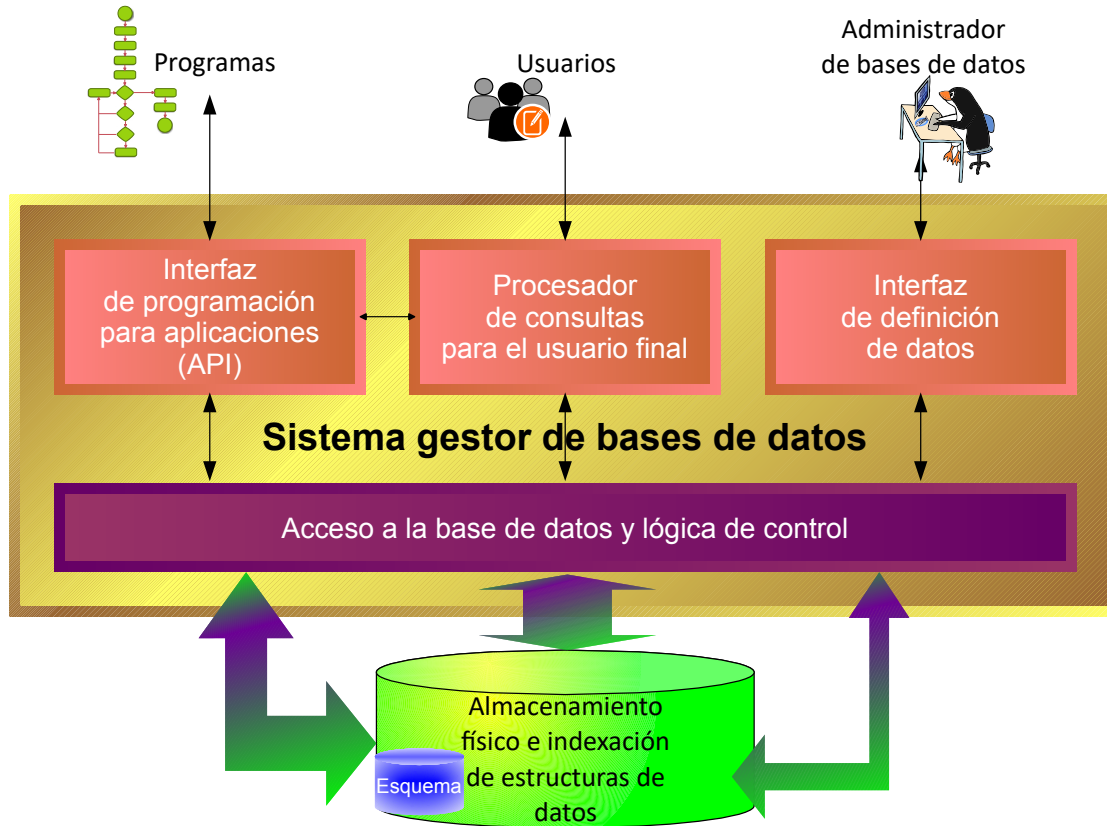 Programas
Usuarios
Administrador
de bases de datos
Interfaz
de programación
para aplicaciones
(API)
Procesador
de consultas
para el usuario final
Interfaz
de definición
de datos
Sistema gestor de bases de datos
Acceso a la base de datos y lógica de control
Almacenamiento
físico e indexación
de estructuras de
datos
Esquema